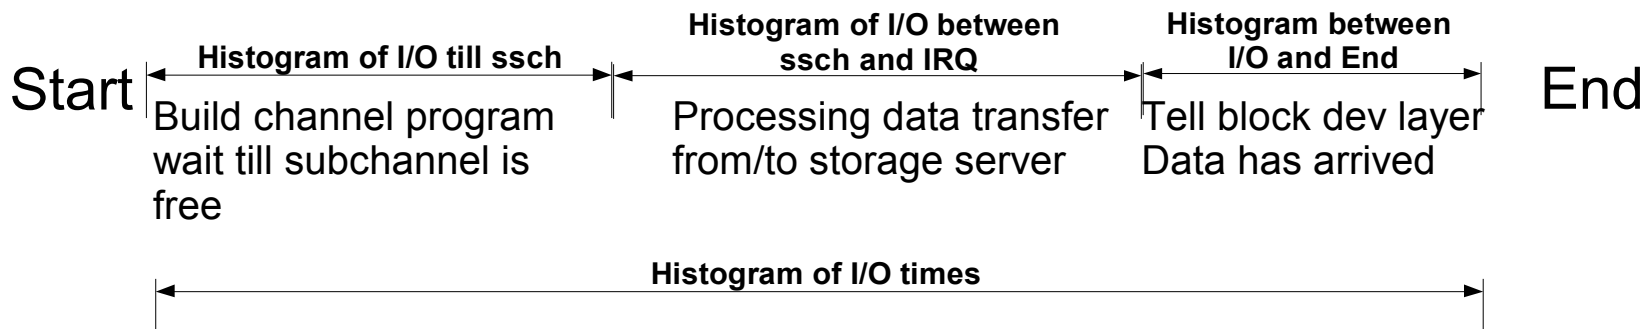 Start
Histogram of I/O till ssch
Build channel program
wait till subchannel is
free
Histogram of I/O between
ssch and IRQ
Processing data transfer
from/to storage server
Histogram between
I/O and End
Tell block dev layer
Data has arrived
End
Histogram of I/O times